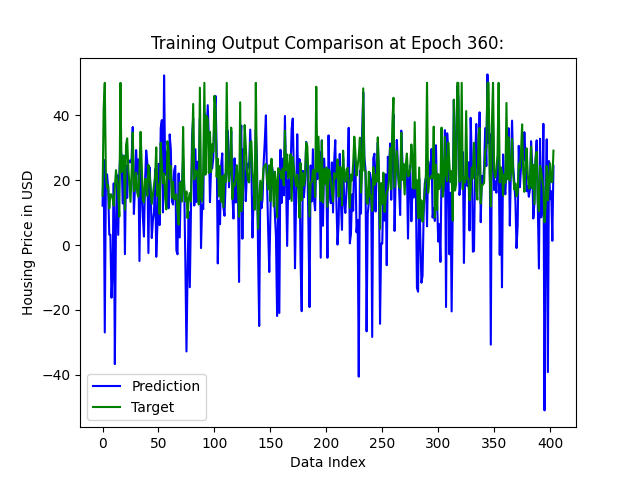 Training Output Comparison at Epoch 360:
Housing Price in USD
40
20
0
−20
−40
Prediction
Target
0 50 100 150 200 250 300 350 400
Data Index